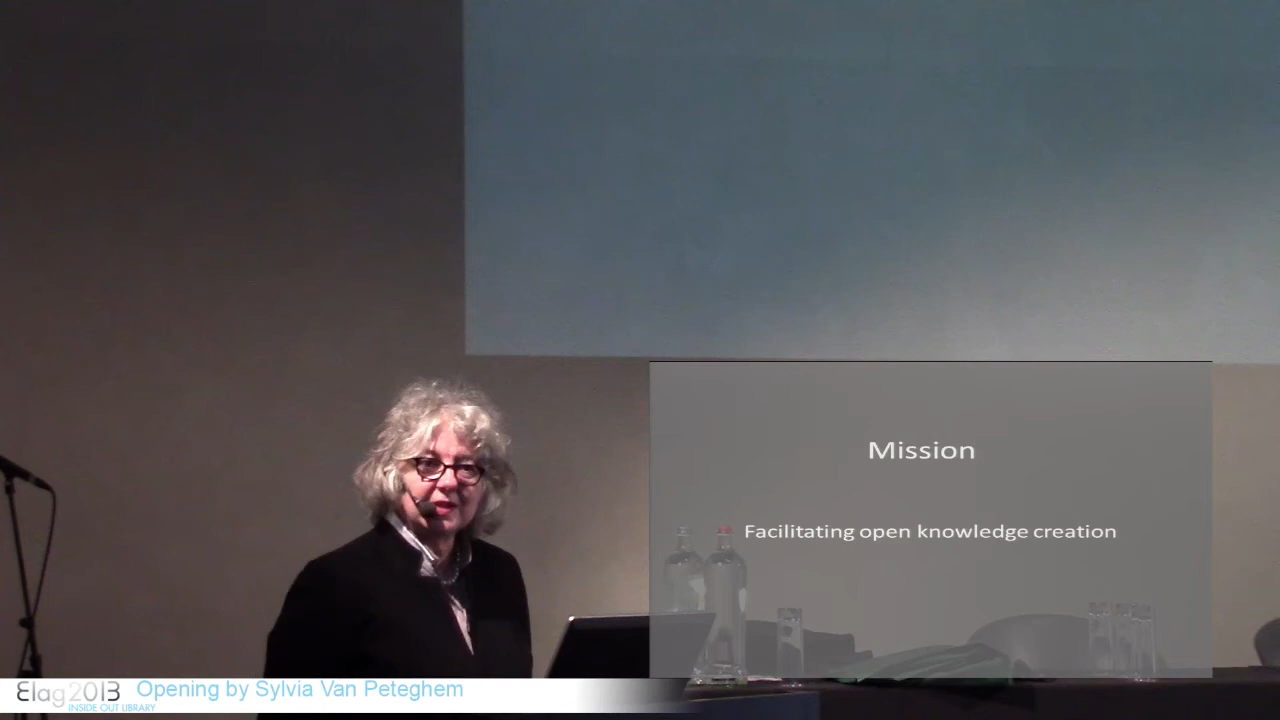 Mission
Facilitating open knowledge creation
Elag2013 Opening by Sylvia Van Peteghem
INSIDE OUT LIBRARY